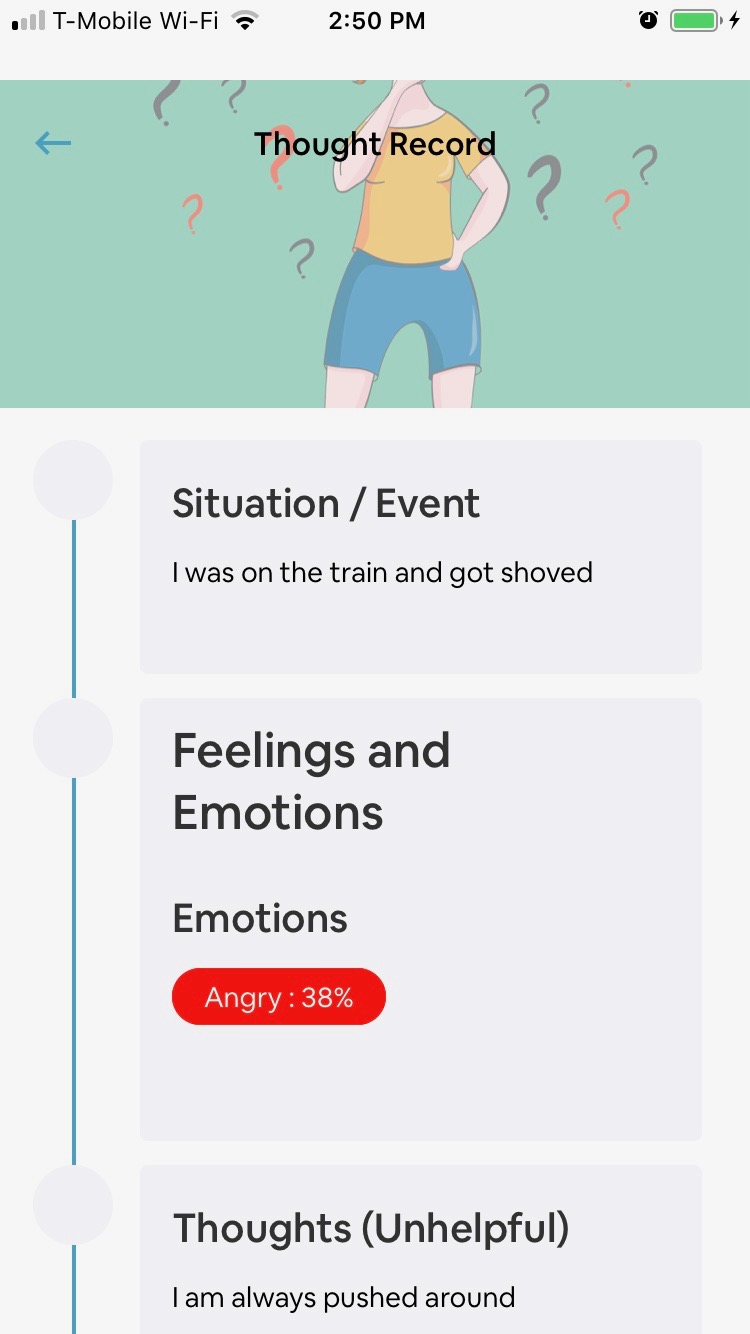 T-Mobile Wi-Fi 2:50 PM
Thought Record
Situation / Event
I was on the train and got shoved
Feelings and
Emotions
Emotions
Angry : 38%
Thoughts (Unhelpful)
I am always pushed around